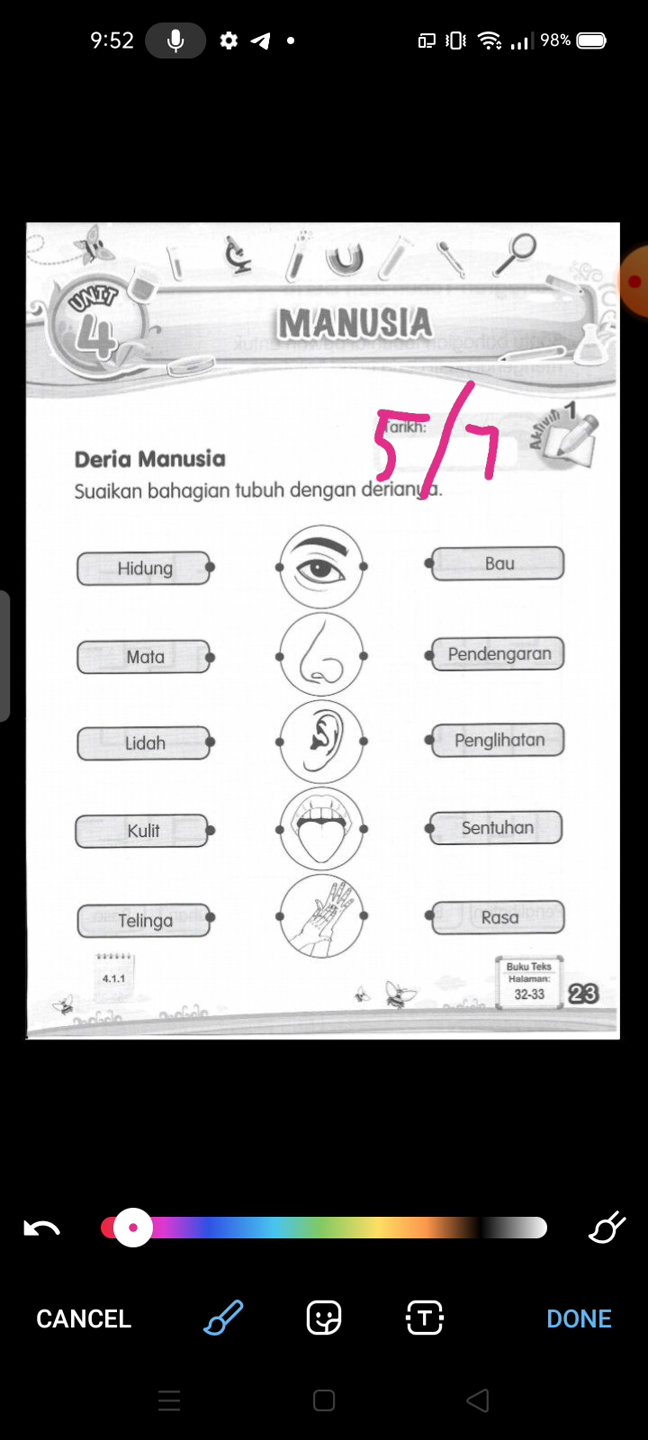 9:52
98%
UNIT
4
MANUSIA
Tarikh:
5/7
Aktiviti 1
Deria Manusia
Suaikan bahagian tubuh dengan derianya.
Hidung
Bau
Mata
Pendengaran
Lidah
Penglihatan
Kulit
Sentuhan
Telinga
Rasa
4.1.1
Buku Teks
Halaman:
32-33
23
CANCEL
T
DONE